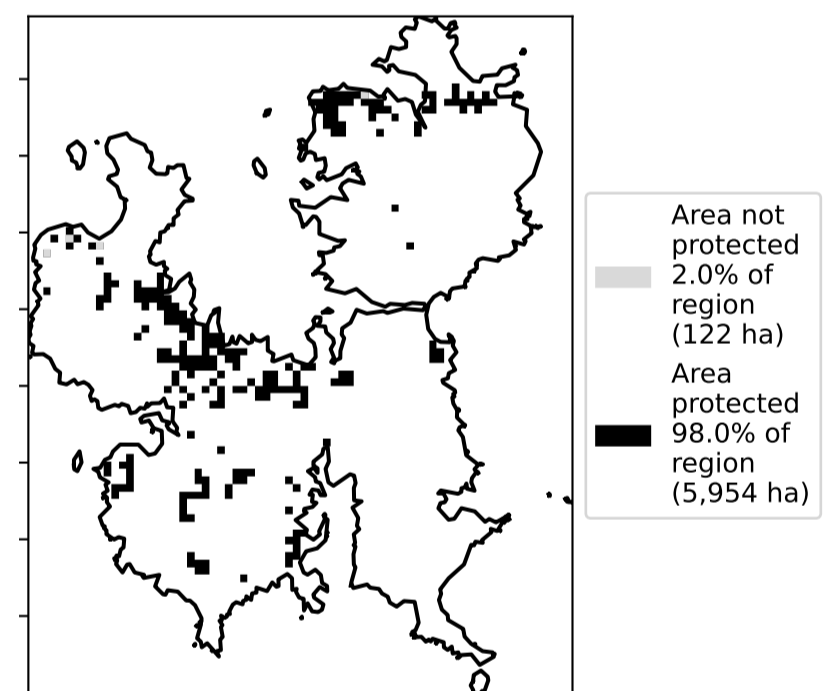 Area not
protected
2.0% of
region
(122 ha)
Area
protected
98.0% of
region
(5,954 ha)